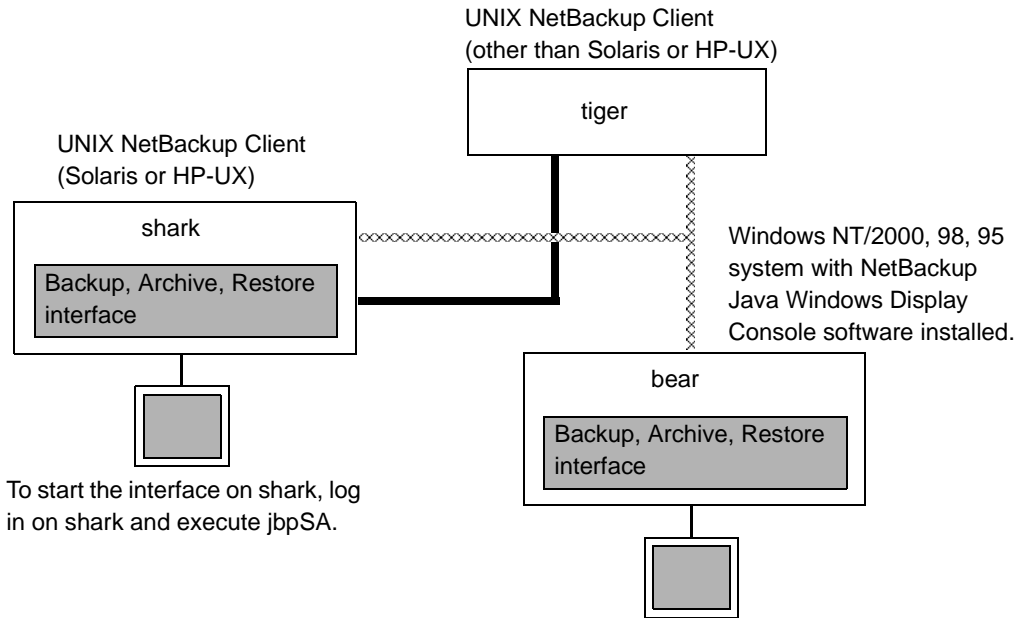 UNIX NetBackup Client
(other than Solaris or HP-UX)
tiger
UNIX NetBackup Client
(Solaris or HP-UX)
shark
Backup, Archive, Restore
interface
Windows NT/2000, 98, 95
system with NetBackup
Java Windows Display
Console software installed.
bear
Backup, Archive, Restore
interface
To start the interface on shark, log
in on shark and execute jbpSA.